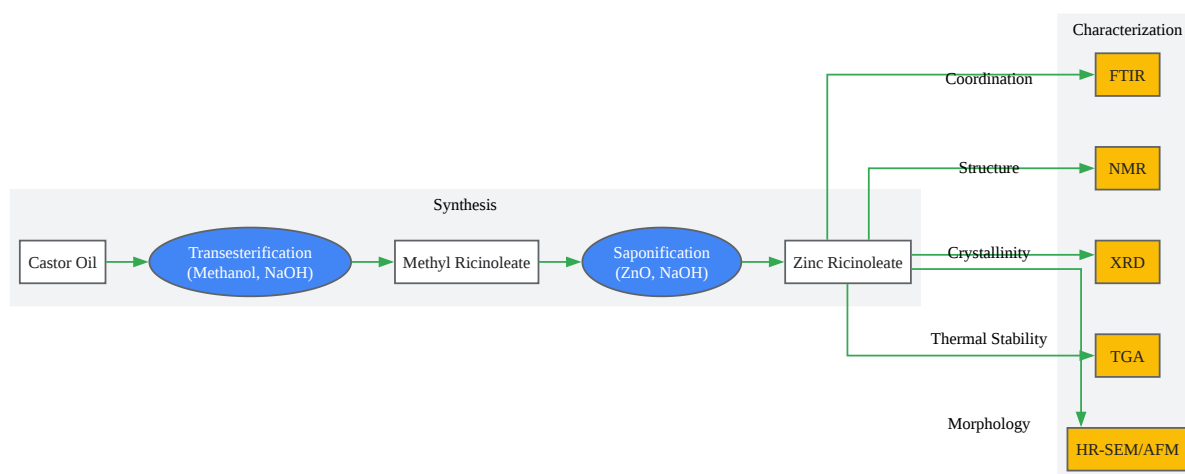 Characterization
Coordination
FTIR
Structure
NMR
Synthesis
Castor Oil
Transesterification
(Methanol, NaOH)
Methyl Ricinoleate
Saponification
(ZnO, NaOH)
Zinc Ricinoleate
Crystallinity
XRD
Thermal Stability
TGA
Morphology
HR-SEM/AFM